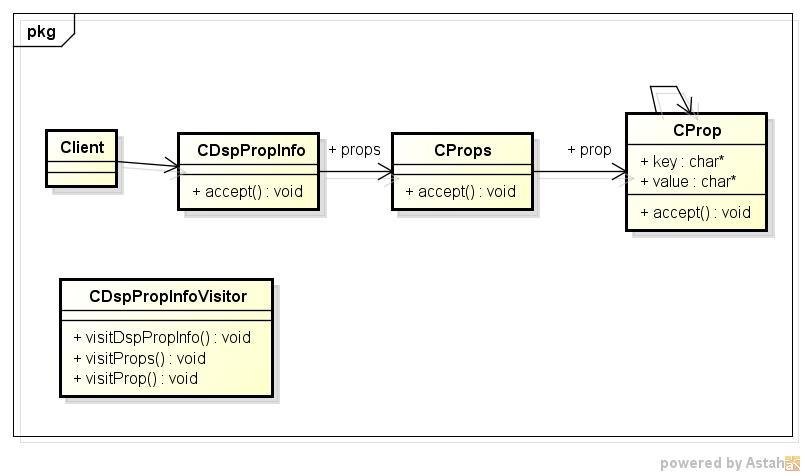 pkg
Client
CDspPropInfo
+ accept() : void
+ props
CProps
+ accept() : void
+ prop
CProp
+ key : char*
+ value : char*
+ accept() : void
CDspPropInfoVisitor
+ visitDspPropInfo() : void
+ visitProps() : void
+ visitProp() : void
powered by Astah